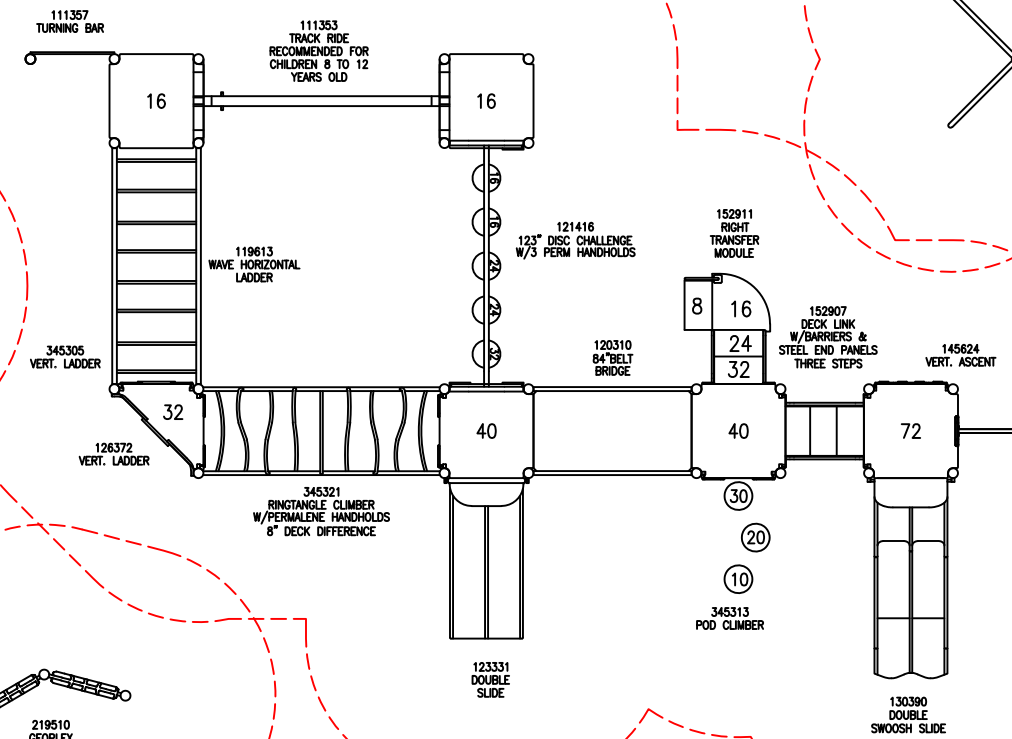 111357
TURNING BAR
111353
TRACK RIDE
RECOMMENDED FOR
CHILDREN 8 TO 12
YEARS OLD
16
16
16
16
24
24
32
121416
123" DISC CHALLENGE
W/3 PERM HANDHOLDS
152911
RIGHT
TRANSFER
MODULE
119613
WAVE HORIZONTAL
LADDER
8
16
24
32
152907
DECK LINK
W/BARRIERS &
STEEL END PANELS
THREE STEPS
345305
VERT. LADDER
120310
84"BELT
BRIDGE
145624
VERT. ASCENT
32
40
40
72
126372
VERT. LADDER
345321
RINGTANGLE CLIMBER
W/PERMALENE HANDHOLDS
8" DECK DIFFERENCE
30
20
10
345313
POD CLIMBER
123331
DOUBLE
SLIDE
130390
DOUBLE
SWOOSH SLIDE
219510